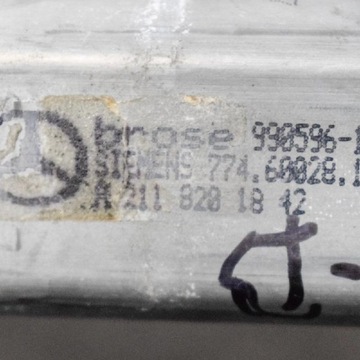 brose 990596-1
SIEMENS 774.60028.1
A 211 820 18 42